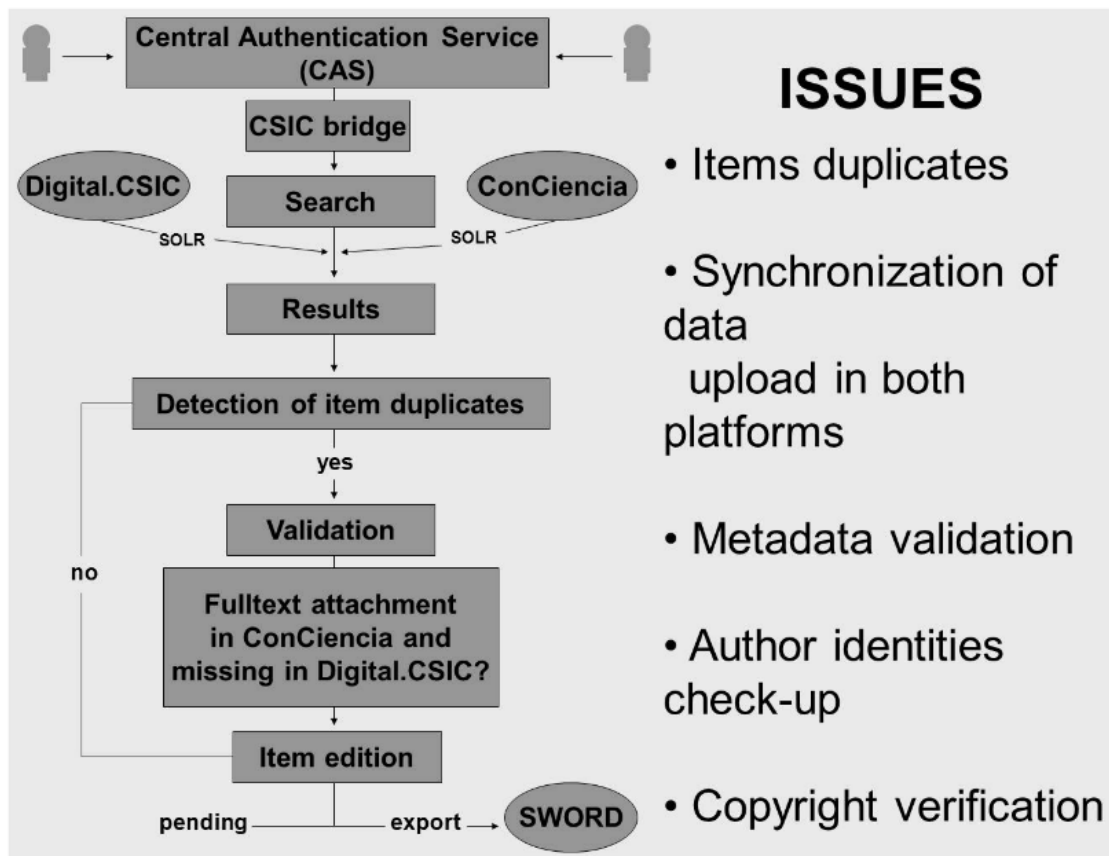 Central Authentication Service
(CAS)
CSIC bridge
Digital.CSIC
ConCiencia
Search
SOLR
SOLR
Results
Detection of item duplicates
yes
Validation
no
Fulltext attachment
in ConCiencia and
missing in Digital.CSIC?
Item edition
pending
export
SWORD
ISSUES
• Items duplicates
• Synchronization of
data
upload in both
platforms
• Metadata validation
• Author identities
check-up
• Copyright verification